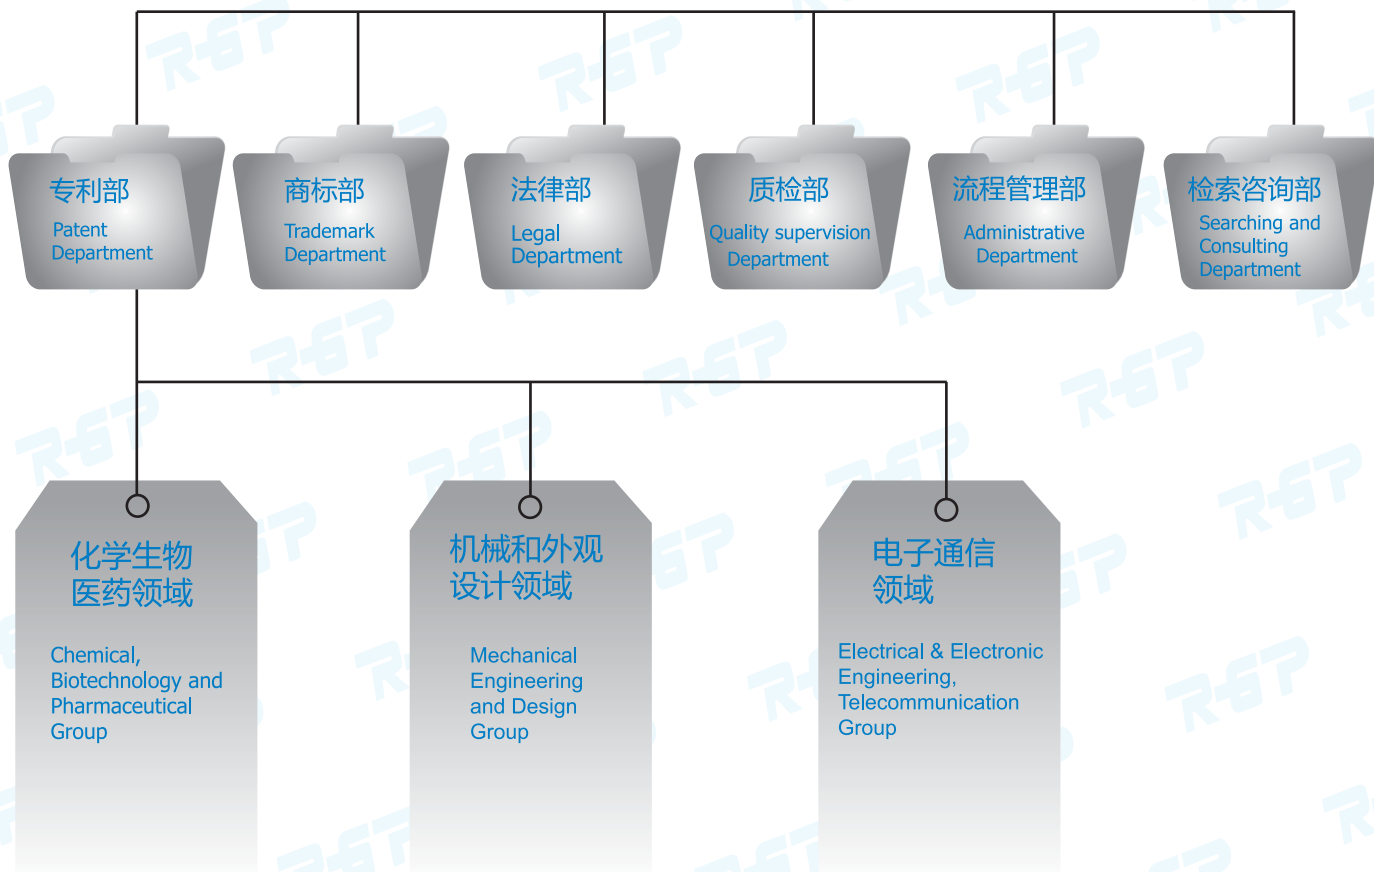 专利部
Patent
Department
商标部
Trademark
Department
法律部
Legal
Department
质检部
Quality supervision
Department
流程管理部
Administrative
Department
检索咨询部
Searching and
Consulting
Department
化学生物
医药领域
Chemical,
Biotechnology and
Pharmaceutical
Group
机械和外观
设计领域
Mechanical
Engineering
and Design
Group
电子通信
领域
Electrical & Electronic
Engineering,
Telecommunication
Group